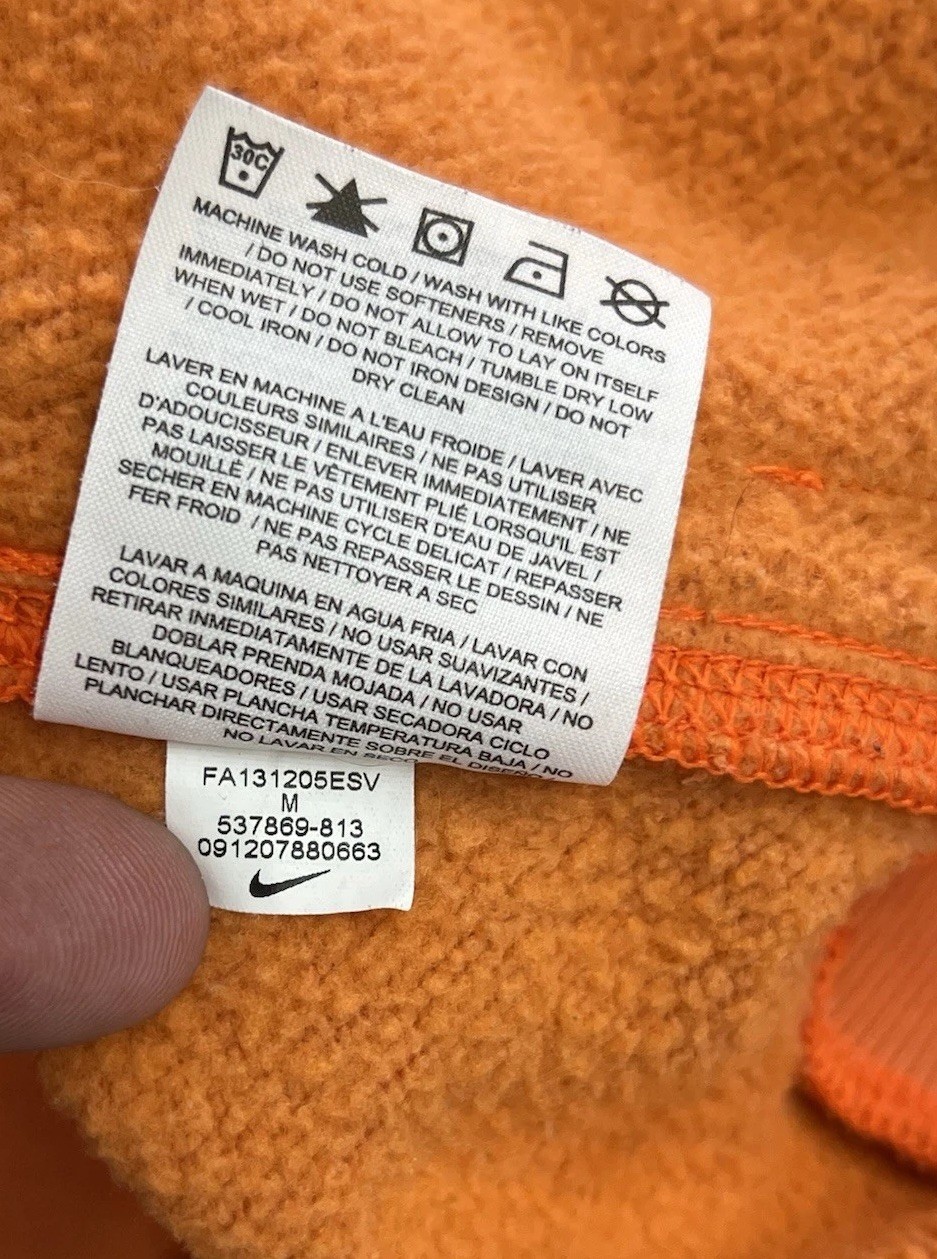 30C
MACHINE WASH COLD / WASH WITH LIKE COLORS
/ DO NOT USE SOFTENERS / REMOVE
IMMEDIATELY / DO NOT ALLOW TO LAY ON ITSELF
WHEN WET / DO NOT BLEACH / TUMBLE DRY LOW
/ COOL IRON / DO NOT IRON DESIGN / DO NOT
DRY CLEAN
LAVER EN MACHINE A L'EAU FROIDE / LAVER AVEC
COULEURS SIMILAIRES / NE PAS UTILISER
D'ADOUCISSEUR / ENLEVER IMMEDIATEMENT / NE
PAS LAISSER LE VÊTEMENT PLIÉ LORSQU'IL EST
MOUILLÉ / NE PAS UTILISER D'EAU DE JAVEL /
SECHER EN MACHINE CYCLE DELICAT / REPASSER
FER FROID / NE PAS REPASSER LE DESSIN / NE
PAS NETTOYER A SEC
LAVAR A MAQUINA EN AGUA FRIA / LAVAR CON
COLORES SIMILARES / NO USAR SUAVIZANTES /
RETIRAR INMEDIATAMENTE DE LA LAVADORA / NO
DOBLAR PRENDA MOJADA / NO USAR
BLANQUEADORES / USAR SECADORA CICLO
LENTO / USAR PLANCHA TEMPERATURA BAJA / NO
PLANCHAR DIRECTAMENTE SOBRE EL DISEÑO /
NO LAVAR EN SECO
FA131205ESV
M
537869-813
091207880663